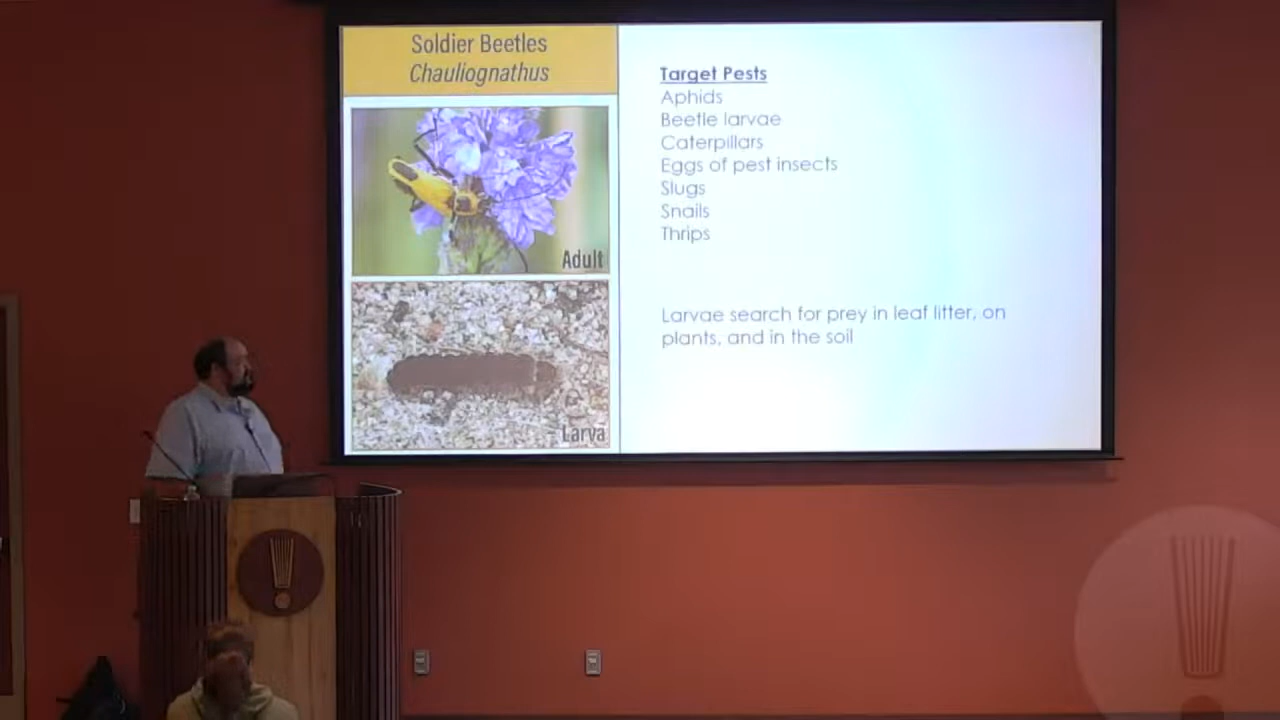 Soldier Beetles
Chauliognathus
Adult
Larva
Target Pests
Aphids
Beetle larvae
Caterpillars
Eggs of pest insects
Slugs
Snails
Thrips
Larvae search for prey in leaf litter, on
plants, and in the soil